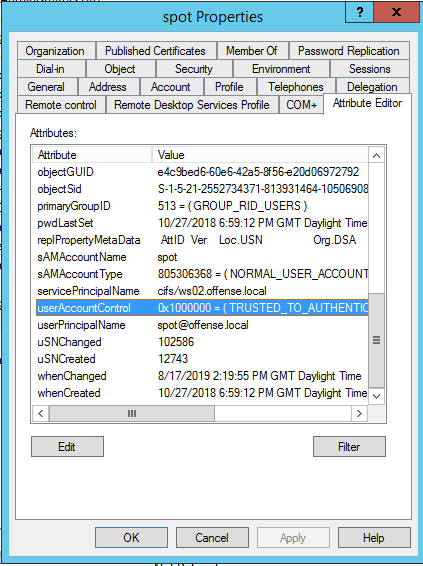 spot Properties
? x
Organization Published Certificates Member Of Password Replication
Dial-in Object Security Environment Sessions
General Address Account Profile Telephones Delegation
Remote control Remote Desktop Services Profile COM+ Attribute Editor
Attributes:
Attribute Value
objectGUID e4c9bed6-60e6-42a5-8f56-e20d06972792
objectSid S-1-5-21-2552734371-813931464-10506908
primaryGroupID 513 = ( GROUP_RID_USERS )
pwdLastSet 10/27/2018 6:59:12 PM GMT Daylight Time
replPropertyMetaData AttID Ver Loc.USN Org.DSA
sAMAccountName spot
sAMAccountType 805306368 = ( NORMAL_USER_ACCOUNT
servicePrincipalName cifs/ws02.offense.local
userAccountControl 0x1000000 = ( TRUSTED_TO_AUTHENTIC
userPrincipalName spot@offense.local
uSNChanged 102586
uSNCreated 12743
whenChanged 8/17/2019 2:19:55 PM GMT Daylight Time
whenCreated 10/27/2018 6:59:12 PM GMT Daylight Time
Edit Filter
OK Cancel Apply Help